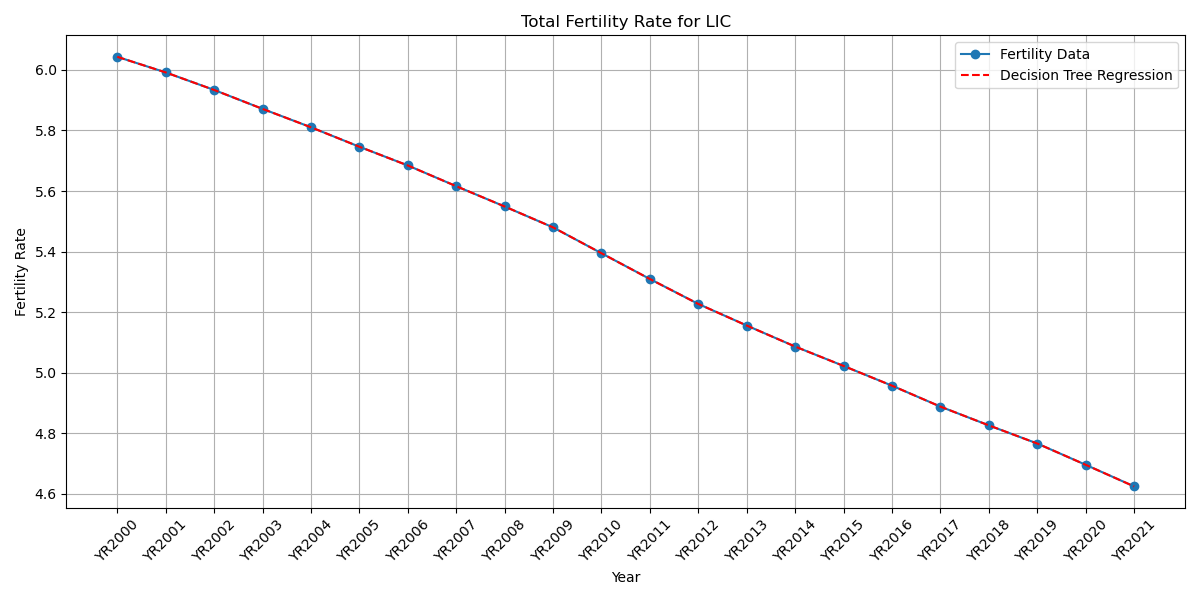 Total Fertility Rate for LIC
Fertility Data
Decision Tree Regression
Fertility Rate
6.0
5.8
5.6
5.4
5.2
5.0
4.8
4.6
YR2000
YR2001
YR2002
YR2003
YR2004
YR2005
YR2006
YR2007
YR2008
YR2009
YR2010
YR2011
YR2012
YR2013
YR2014
YR2015
YR2016
YR2017
YR2018
YR2019
YR2020
YR2021
Year